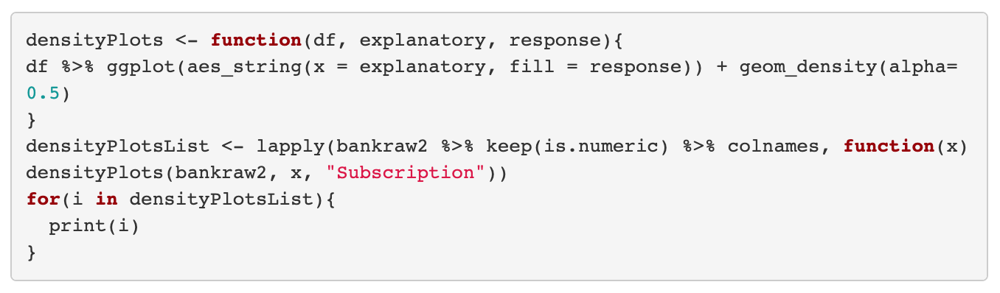 densityPlots <- function(df, explanatory, response){
df %>% ggplot(aes_string(x = explanatory, fill = response)) + geom_density(alpha=
0.5)
}
densityPlotsList <- lapply(bankraw2 %>% keep(is.numeric) %>% colnames, function(x)
densityPlots(bankraw2, x, "Subscription"))
for(i in densityPlotsList){
  print(i)
}